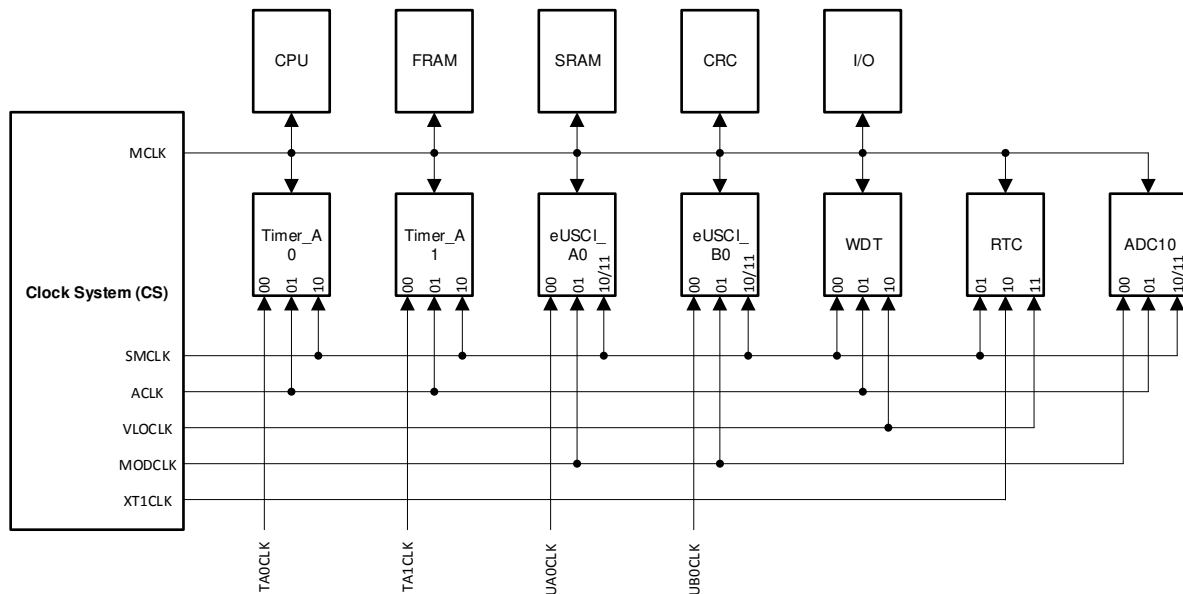 CPU
FRAM
SRAM
CRC
I/O
MCLK
Timer_A
0
Timer_A
1
eUSCI_
A0
eUSCI_
B0
WDT
RTC
ADC10
00
01
10
00
01
10
00
01
10/11
00
01
10/11
00
01
10
01
10
11
00
01
10/11
Clock System (CS)
SMCLK
ACLK
VLOCLK
MODCLK
XT1CLK
TA0CLK
TA1CLK
UA0CLK
UB0CLK